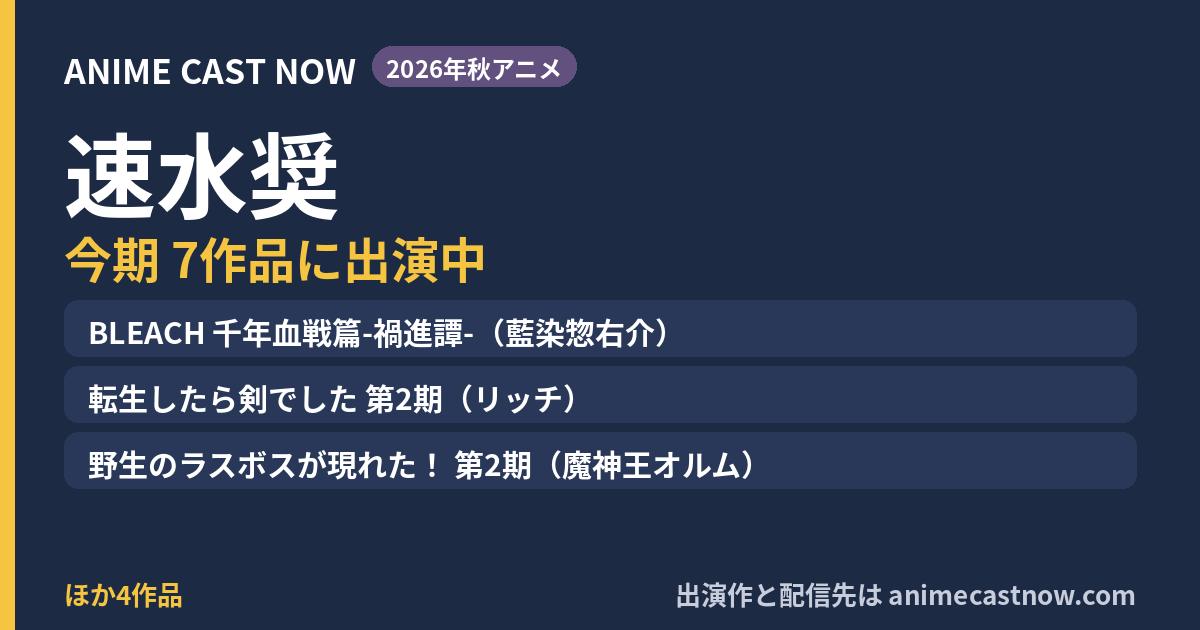 ANIME CAST NOW 2026年秋アニメ
速水奨
今期 7作品に出演中
BLEACH 千年血戦篇-禍進譚-（藍染惣右介）
転生したら剣でした 第2期（リッチ）
野生のラスボスが現れた！ 第2期（魔神王オルム）
ほか4作品
出演作と配信先は animecastnow.com